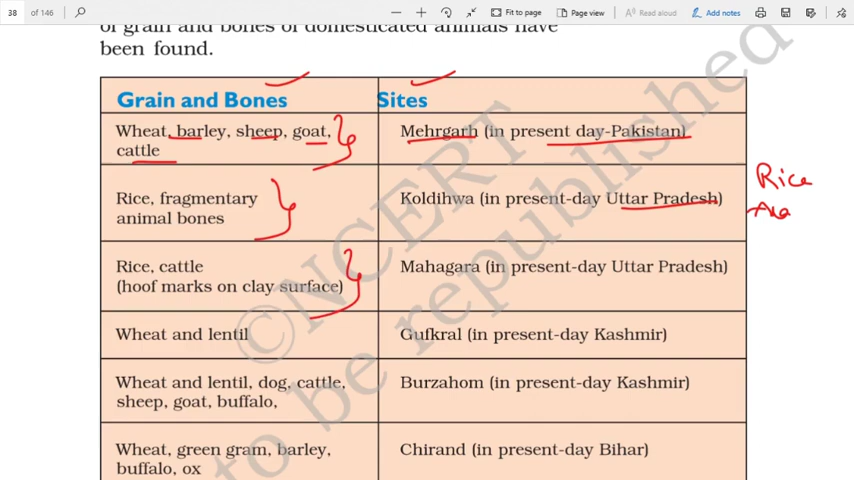 38 of 146
Fit to page
Page view
Read aloud
Add notes
of grain and bones of domesticated animals have
been found.
Grain and Bones
Sites
Wheat, barley, sheep, goat,
cattle
Mehrgarh (in present day-Pakistan)
Rice, fragmentary
animal bones
Koldihwa (in present-day Uttar Pradesh)
Rice
Rice, cattle
(hoof marks on clay surface)
Mahagara (in present-day Uttar Pradesh)
Wheat and lentil
Gufkral (in present-day Kashmir)
Wheat and lentil, dog, cattle,
sheep, goat, buffalo,
Burzahom (in present-day Kashmir)
Wheat, green gram, barley,
buffalo, ox
Chirand (in present-day Bihar)
©NCERT
to be republished